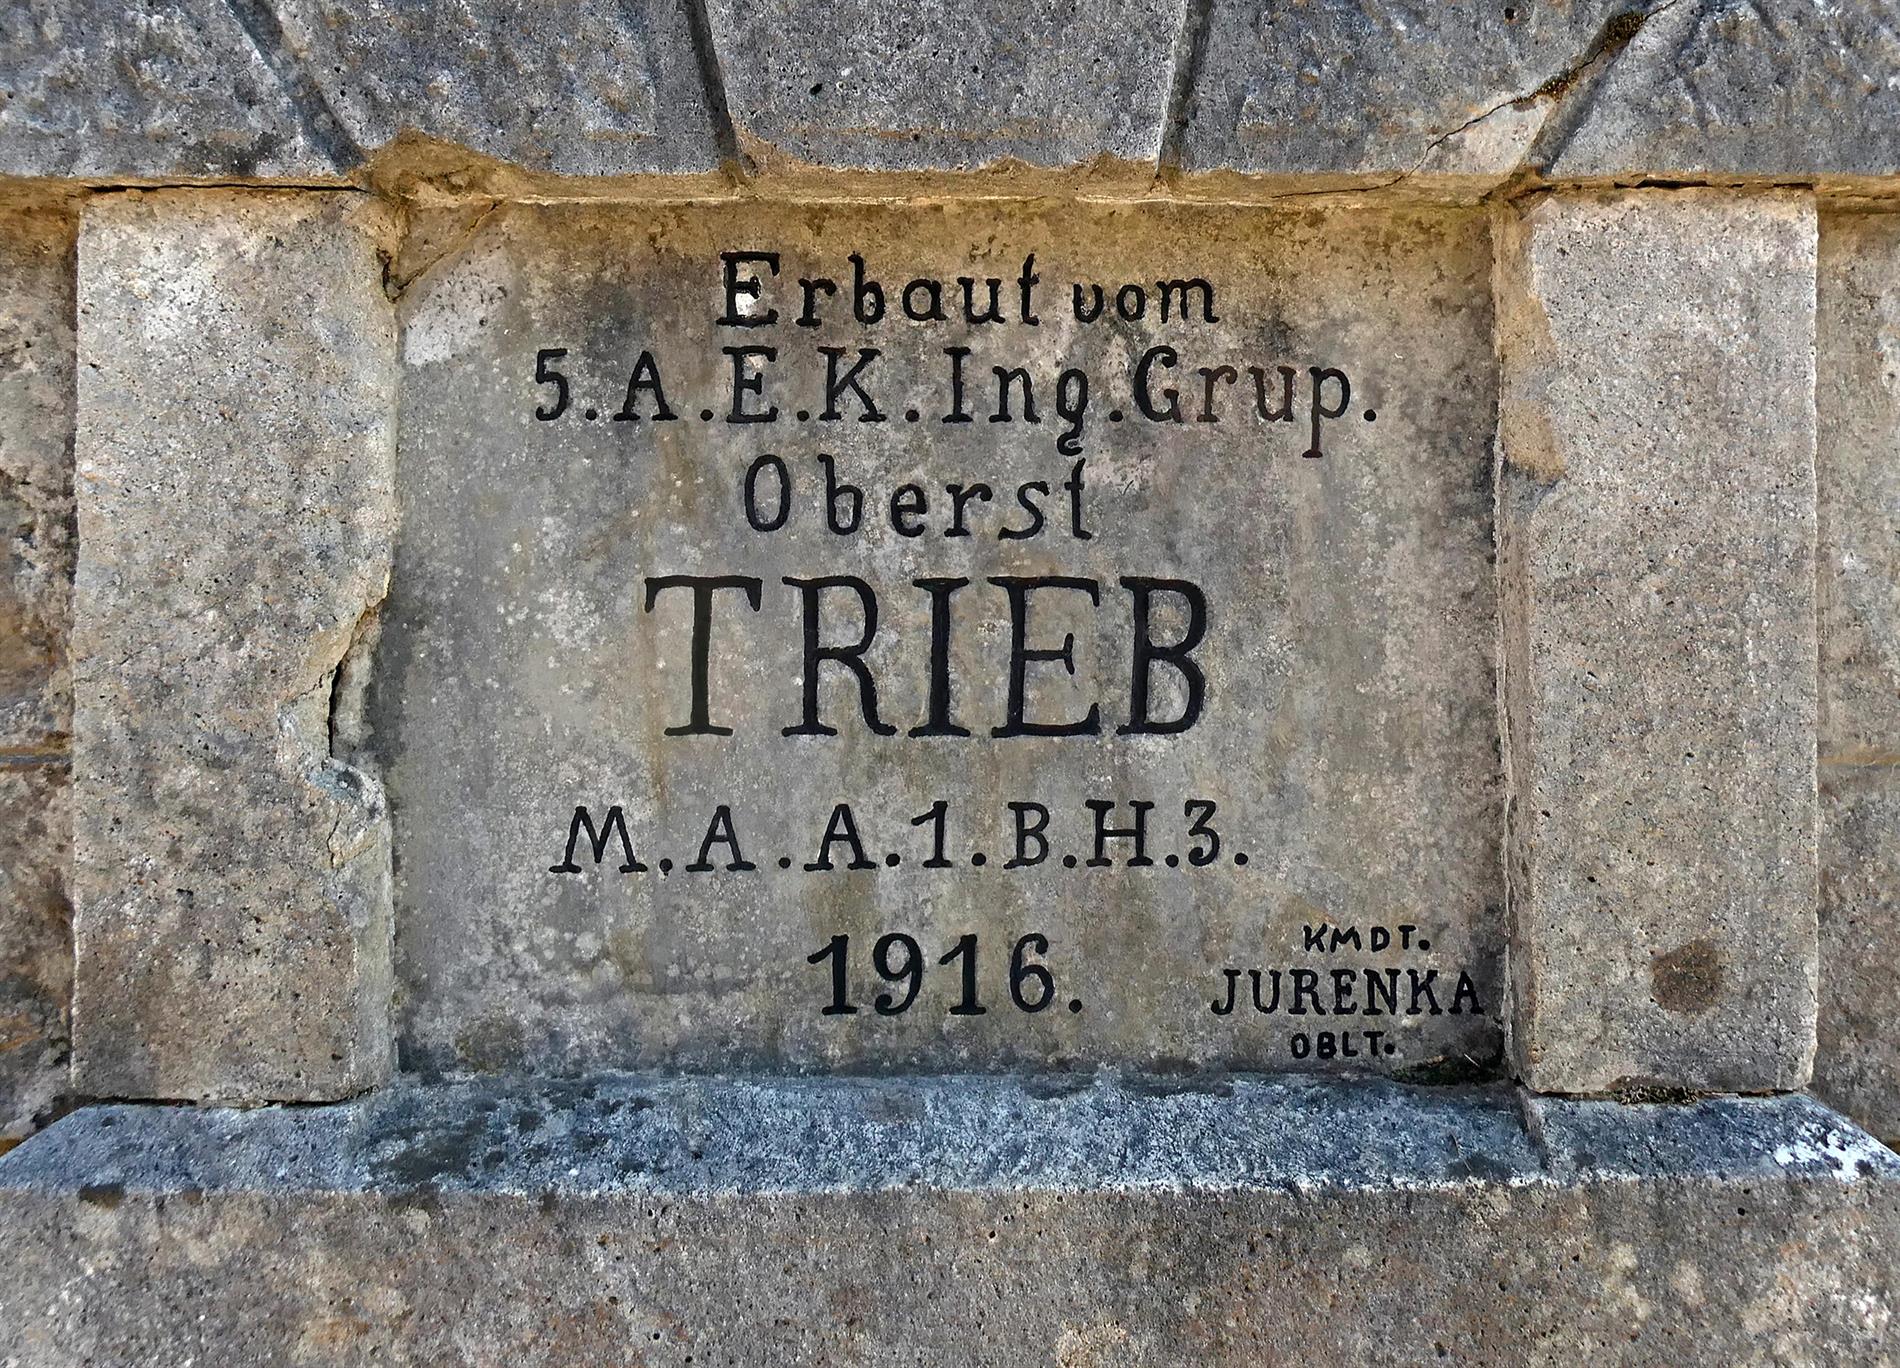 Erbaut vom
5.A.E.K.Ing.Grup.
Oberst
TRIEB
M.A.A.1.B.H.3.
1916.
KMDT.
JURENKA
OBLT.